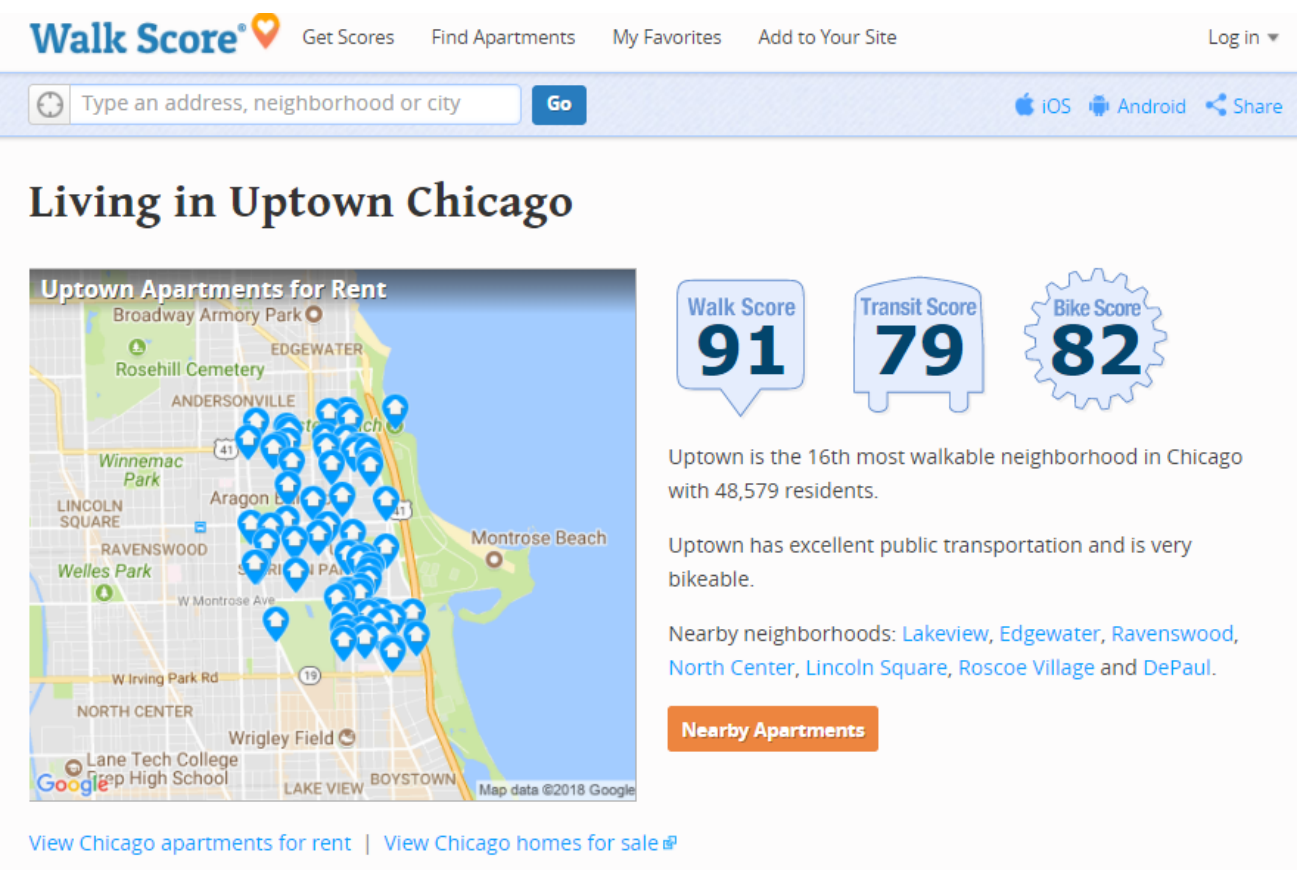 Walk Score®
Get Scores
Find Apartments
My Favorites
Add to Your Site
Log in
Type an address, neighborhood or city
Go
iOS
Android
Share
Living in Uptown Chicago
Uptown Apartments for Rent
Broadway Armory Park
EDGEWATER
Rosehill Cemetery
ANDERSONVILLE
41
Winnemac
Park
LINCOLN
SQUARE
Aragon
41
RAVENSWOOD
Montrose Beach
Welles Park
W Montrose Ave
W Irving Park Rd
19
NORTH CENTER
Wrigley Field
Lane Tech College
Prep High School
Google
LAKE VIEW
BOYSTOWN
Map data ©2018 Google
Walk Score
91
Transit Score
79
Bike Score
82
Uptown is the 16th most walkable neighborhood in Chicago
with 48,579 residents.
Uptown has excellent public transportation and is very
bikeable.
Nearby neighborhoods: Lakeview, Edgewater, Ravenswood,
North Center, Lincoln Square, Roscoe Village and DePaul.
Nearby Apartments
View Chicago apartments for rent | View Chicago homes for sale